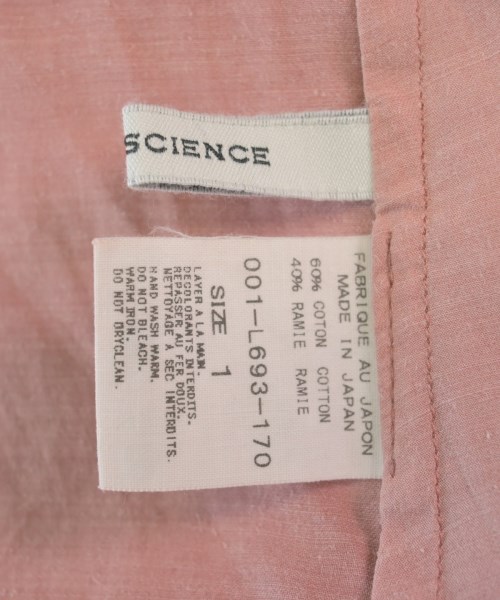 SCIENCE
FABRIQUE AU JAPON
MADE IN JAPAN
60% COTON COTTON
40% RAMIE RAMIE
001-L693-170
SIZE 1
LAVER A LA MAIN.
DECOLORANTS INTERDITS.
REPASSER AU FER DOUX.
NETTOYAGE A SEC INTERDITS.
HAND WASH WARM.
DO NOT BLEACH.
WARM IRON.
DO NOT DRYCLEAN.